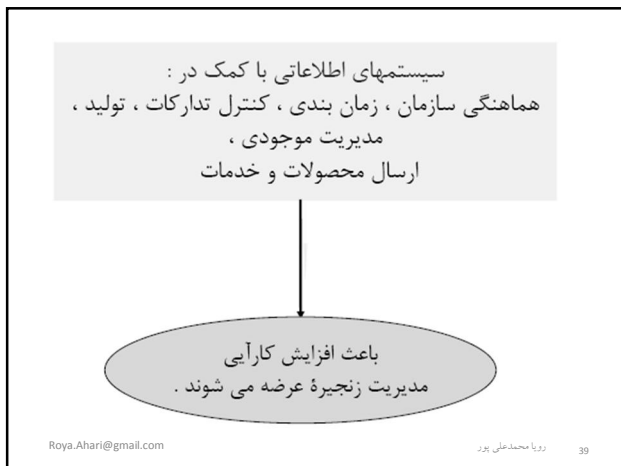 سیستمهای اطلاعاتی با کمک در :
هماهنگی سازمان ، زمان بندی ، کنترل تدارکات ، تولید ،
مدیریت موجودی ،
ارسال محصولات و خدمات
باعث افزایش کارآیی
مدیریت زنجیرهٔ عرضه می شوند .
Roya.Ahari@gmail.com
رویا محمدعلی پور
39